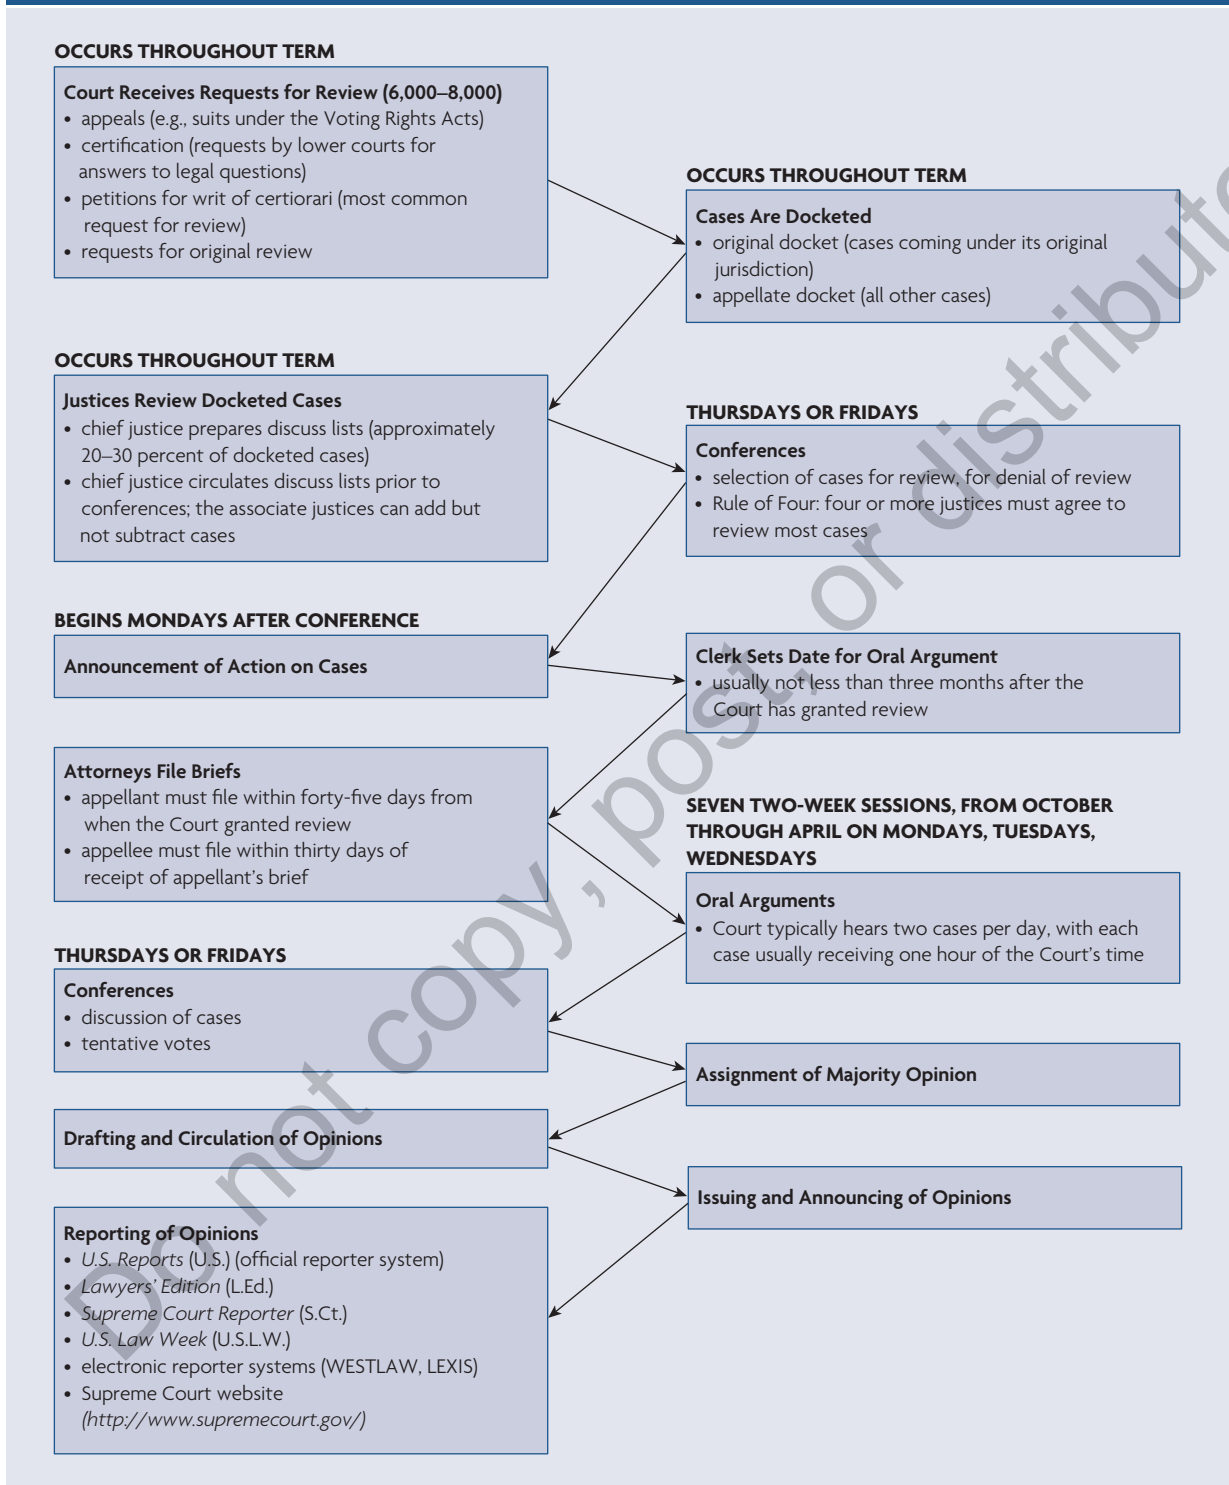 OCCURS THROUGHOUT TERM
Court Receives Requests for Review (6,000–8,000)
• appeals (e.g., suits under the Voting Rights Acts)
• certification (requests by lower courts for
answers to legal questions)
• petitions for writ of certiorari (most common
request for review)
• requests for original review
OCCURS THROUGHOUT TERM
Cases Are Docketed
• original docket (cases coming under its original
jurisdiction)
• appellate docket (all other cases)
OCCURS THROUGHOUT TERM
Justices Review Docketed Cases
• chief justice prepares discuss lists (approximately
20–30 percent of docketed cases)
• chief justice circulates discuss lists prior to
conferences; the associate justices can add but
not subtract cases
THURSDAYS OR FRIDAYS
Conferences
• selection of cases for review, for denial of review
• Rule of Four: four or more justices must agree to
review most cases
BEGINS MONDAYS AFTER CONFERENCE
Announcement of Action on Cases
Clerk Sets Date for Oral Argument
• usually not less than three months after the
Court has granted review
Attorneys File Briefs
• appellant must file within forty-five days from
when the Court granted review
• appellee must file within thirty days of
receipt of appellant's brief
SEVEN TWO-WEEK SESSIONS, FROM OCTOBER
THROUGH APRIL ON MONDAYS, TUESDAYS,
WEDNESDAYS
Oral Arguments
• Court typically hears two cases per day, with each
case usually receiving one hour of the Court's time
THURSDAYS OR FRIDAYS
Conferences
• discussion of cases
• tentative votes
Assignment of Majority Opinion
Drafting and Circulation of Opinions
Issuing and Announcing of Opinions
Reporting of Opinions
• U.S. Reports (U.S.) (official reporter system)
• Lawyers' Edition (L.Ed.)
• Supreme Court Reporter (S.Ct.)
• U.S. Law Week (U.S.L.W.)
• electronic reporter systems (WESTLAW, LEXIS)
• Supreme Court website
(http://www.supremecourt.gov/)
Do not copy, post, or distribute